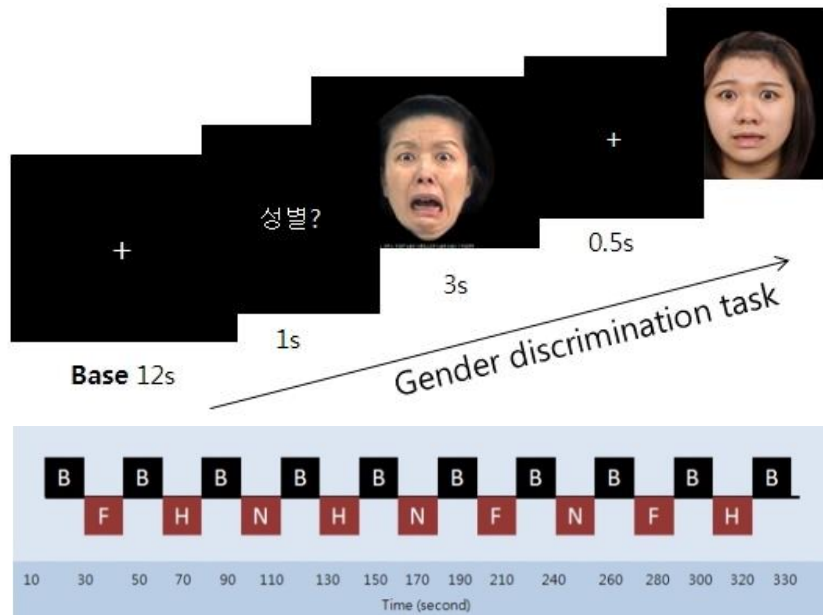 +
성별?
+
0.5s
3s
1s
Base 12s
Gender discrimination task
B B B B B B B B B B
F H N H N F N F H
10 30 50 70 90 110 130 150 170 190 210 240 260 280 300 320 330
Time (second)